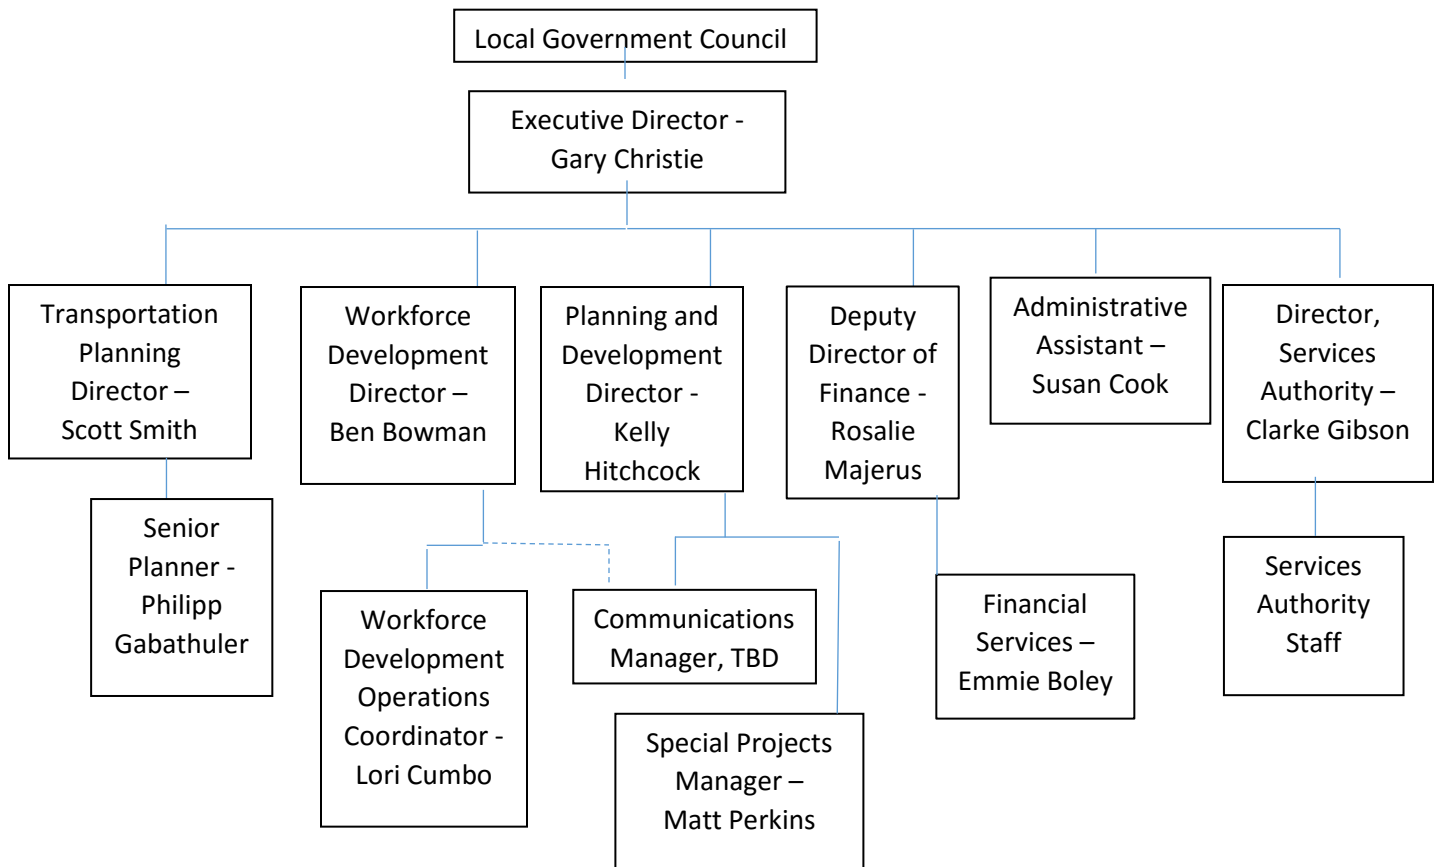 Local Government Council
Executive Director -
Gary Christie
Transportation
Planning
Director –
Scott Smith
Workforce
Development
Director –
Ben Bowman
Planning and
Development
Director -
Kelly
Hitchcock
Deputy
Director of
Finance -
Rosalie
Majerus
Administrative
Assistant –
Susan Cook
Director,
Services
Authority –
Clarke Gibson
Senior
Planner -
Philipp
Gabathuler
Workforce
Development
Operations
Coordinator -
Lori Cumbo
Communications
Manager, TBD
Special Projects
Manager –
Matt Perkins
Financial
Services –
Emmie Boley
Services
Authority
Staff